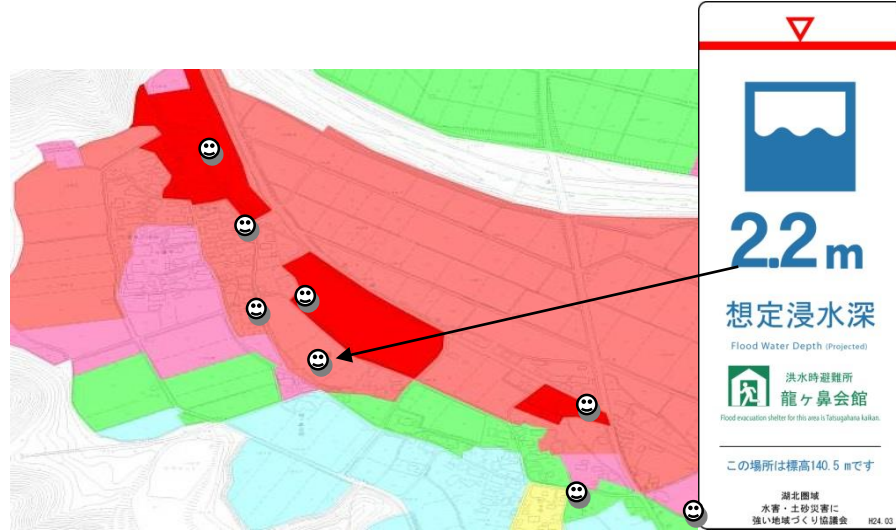 2.2m
想定浸水深
Flood Water Depth (Projected)
洪水時避難所
龍ヶ鼻会館
Flood evacuation shelter for this area is Tatsugahana kaikan.
この場所は標高140.5 mです
湖北圏域
水害・土砂災害に
強い地域づくり協議会 H24.03